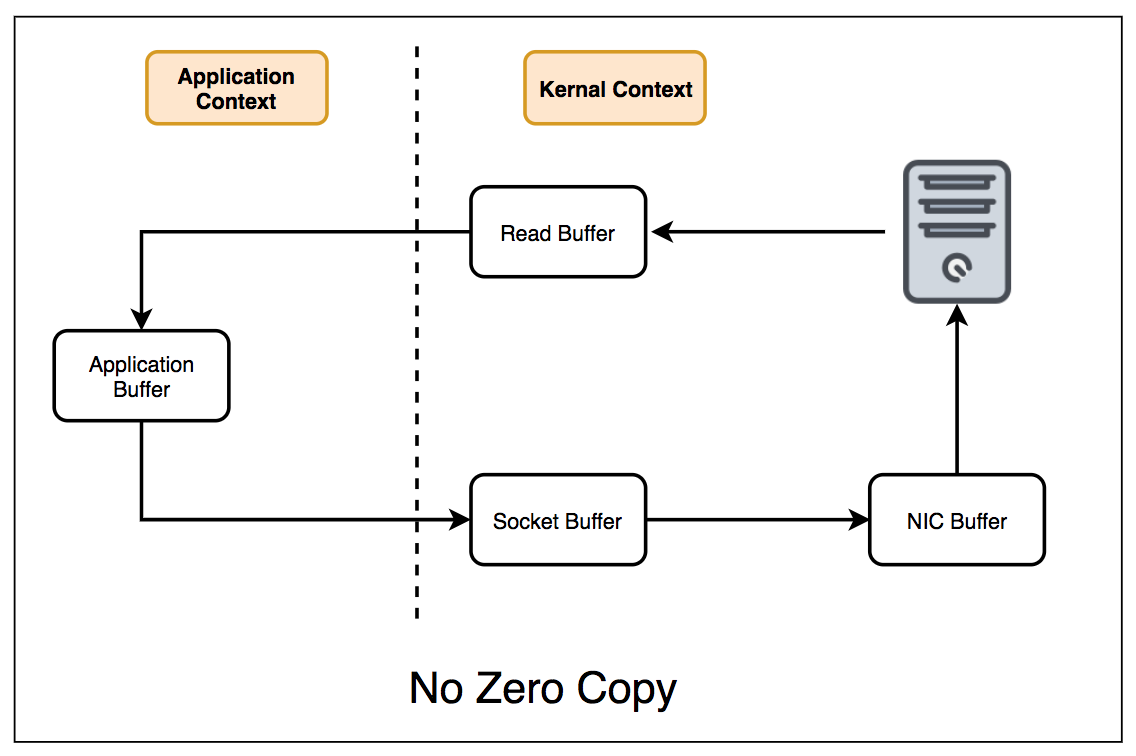 Application
Context
Kernal Context
Read Buffer
Application
Buffer
Socket Buffer
NIC Buffer
No Zero Copy